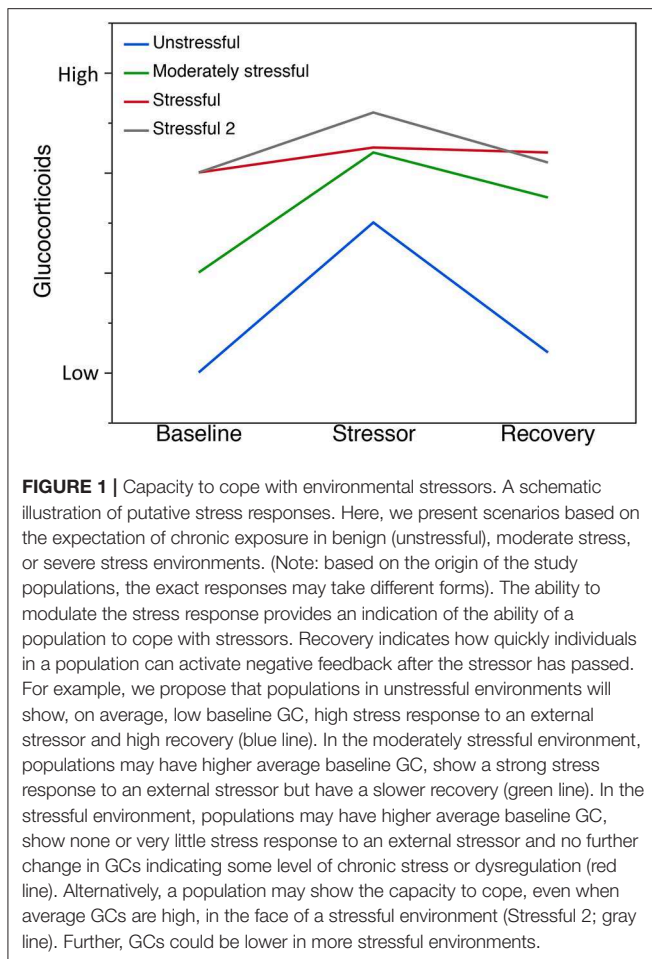 Unstressful
Moderately stressful
Stressful
Stressful 2
High
Glucocorticoids
Low
Baseline Stressor Recovery
FIGURE 1 | Capacity to cope with environmental stressors. A schematic
illustration of putative stress responses. Here, we present scenarios based on
the expectation of chronic exposure in benign (unstressful), moderate stress,
or severe stress environments. (Note: based on the origin of the study
populations, the exact responses may take different forms). The ability to
modulate the stress response provides an indication of the ability of a
population to cope with stressors. Recovery indicates how quickly individuals
in a population can activate negative feedback after the stressor has passed.
For example, we propose that populations in unstressful environments will
show, on average, low baseline GC, high stress response to an external
stressor and high recovery (blue line). In the moderately stressful environment,
populations may have higher average baseline GC, show a strong stress
response to an external stressor but have a slower recovery (green line). In the
stressful environment, populations may have higher average baseline GC,
show none or very little stress response to an external stressor and no further
change in GCs indicating some level of chronic stress or dysregulation (red
line). Alternatively, a population may show the capacity to cope, even when
average GCs are high, in the face of a stressful environment (Stressful 2; gray
line). Further, GCs could be lower in more stressful environments.